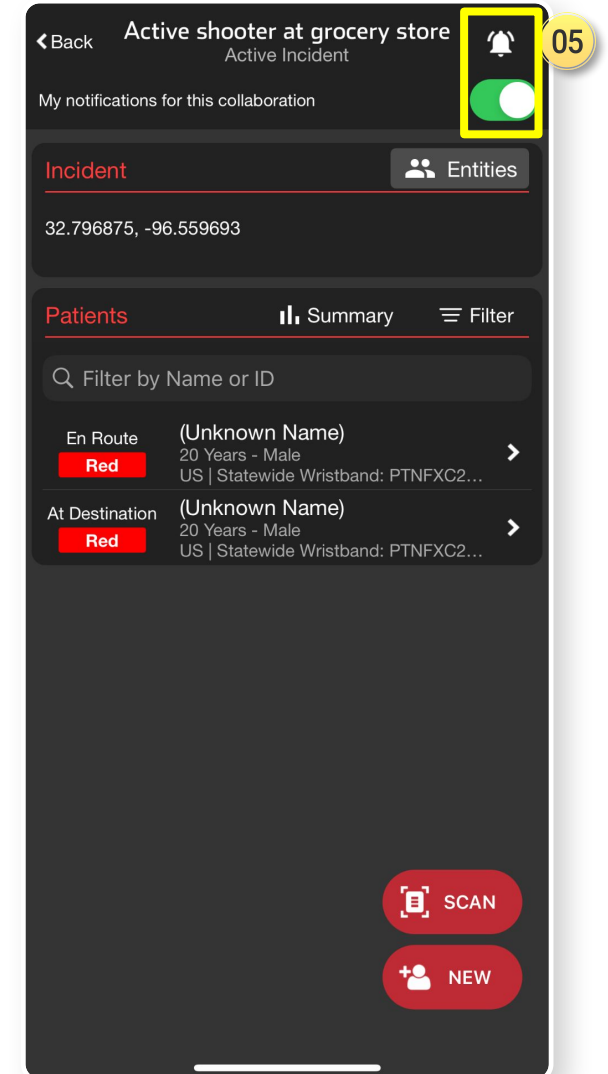 Back
Active shooter at grocery store
05
Active Incident
My notifications for this collaboration
Incident
Entities
32.796875, -96.559693
Patients
Summary
Filter
Filter by Name or ID
En Route
Red
(Unknown Name)
20 Years - Male
US | Statewide Wristband: PTNFXC2...
At Destination
Red
(Unknown Name)
20 Years - Male
US | Statewide Wristband: PTNFXC2...
SCAN
NEW